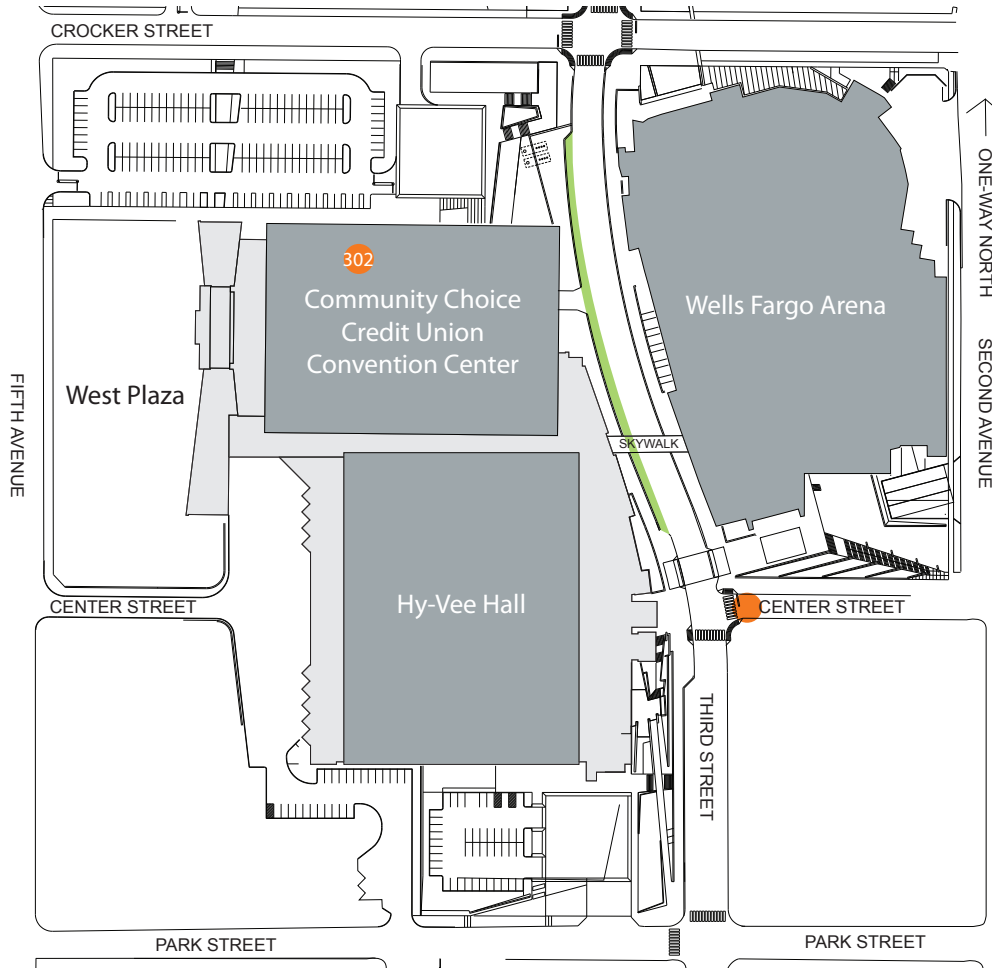 CROCKER STREET
ONE-WAY NORTH
302
Community Choice
Credit Union
Convention Center
Wells Fargo Arena
West Plaza
FIFTH AVENUE
SECOND AVENUE
SKYWALK
Hy-Vee Hall
CENTER STREET
CENTER STREET
THIRD STREET
PARK STREET
PARK STREET